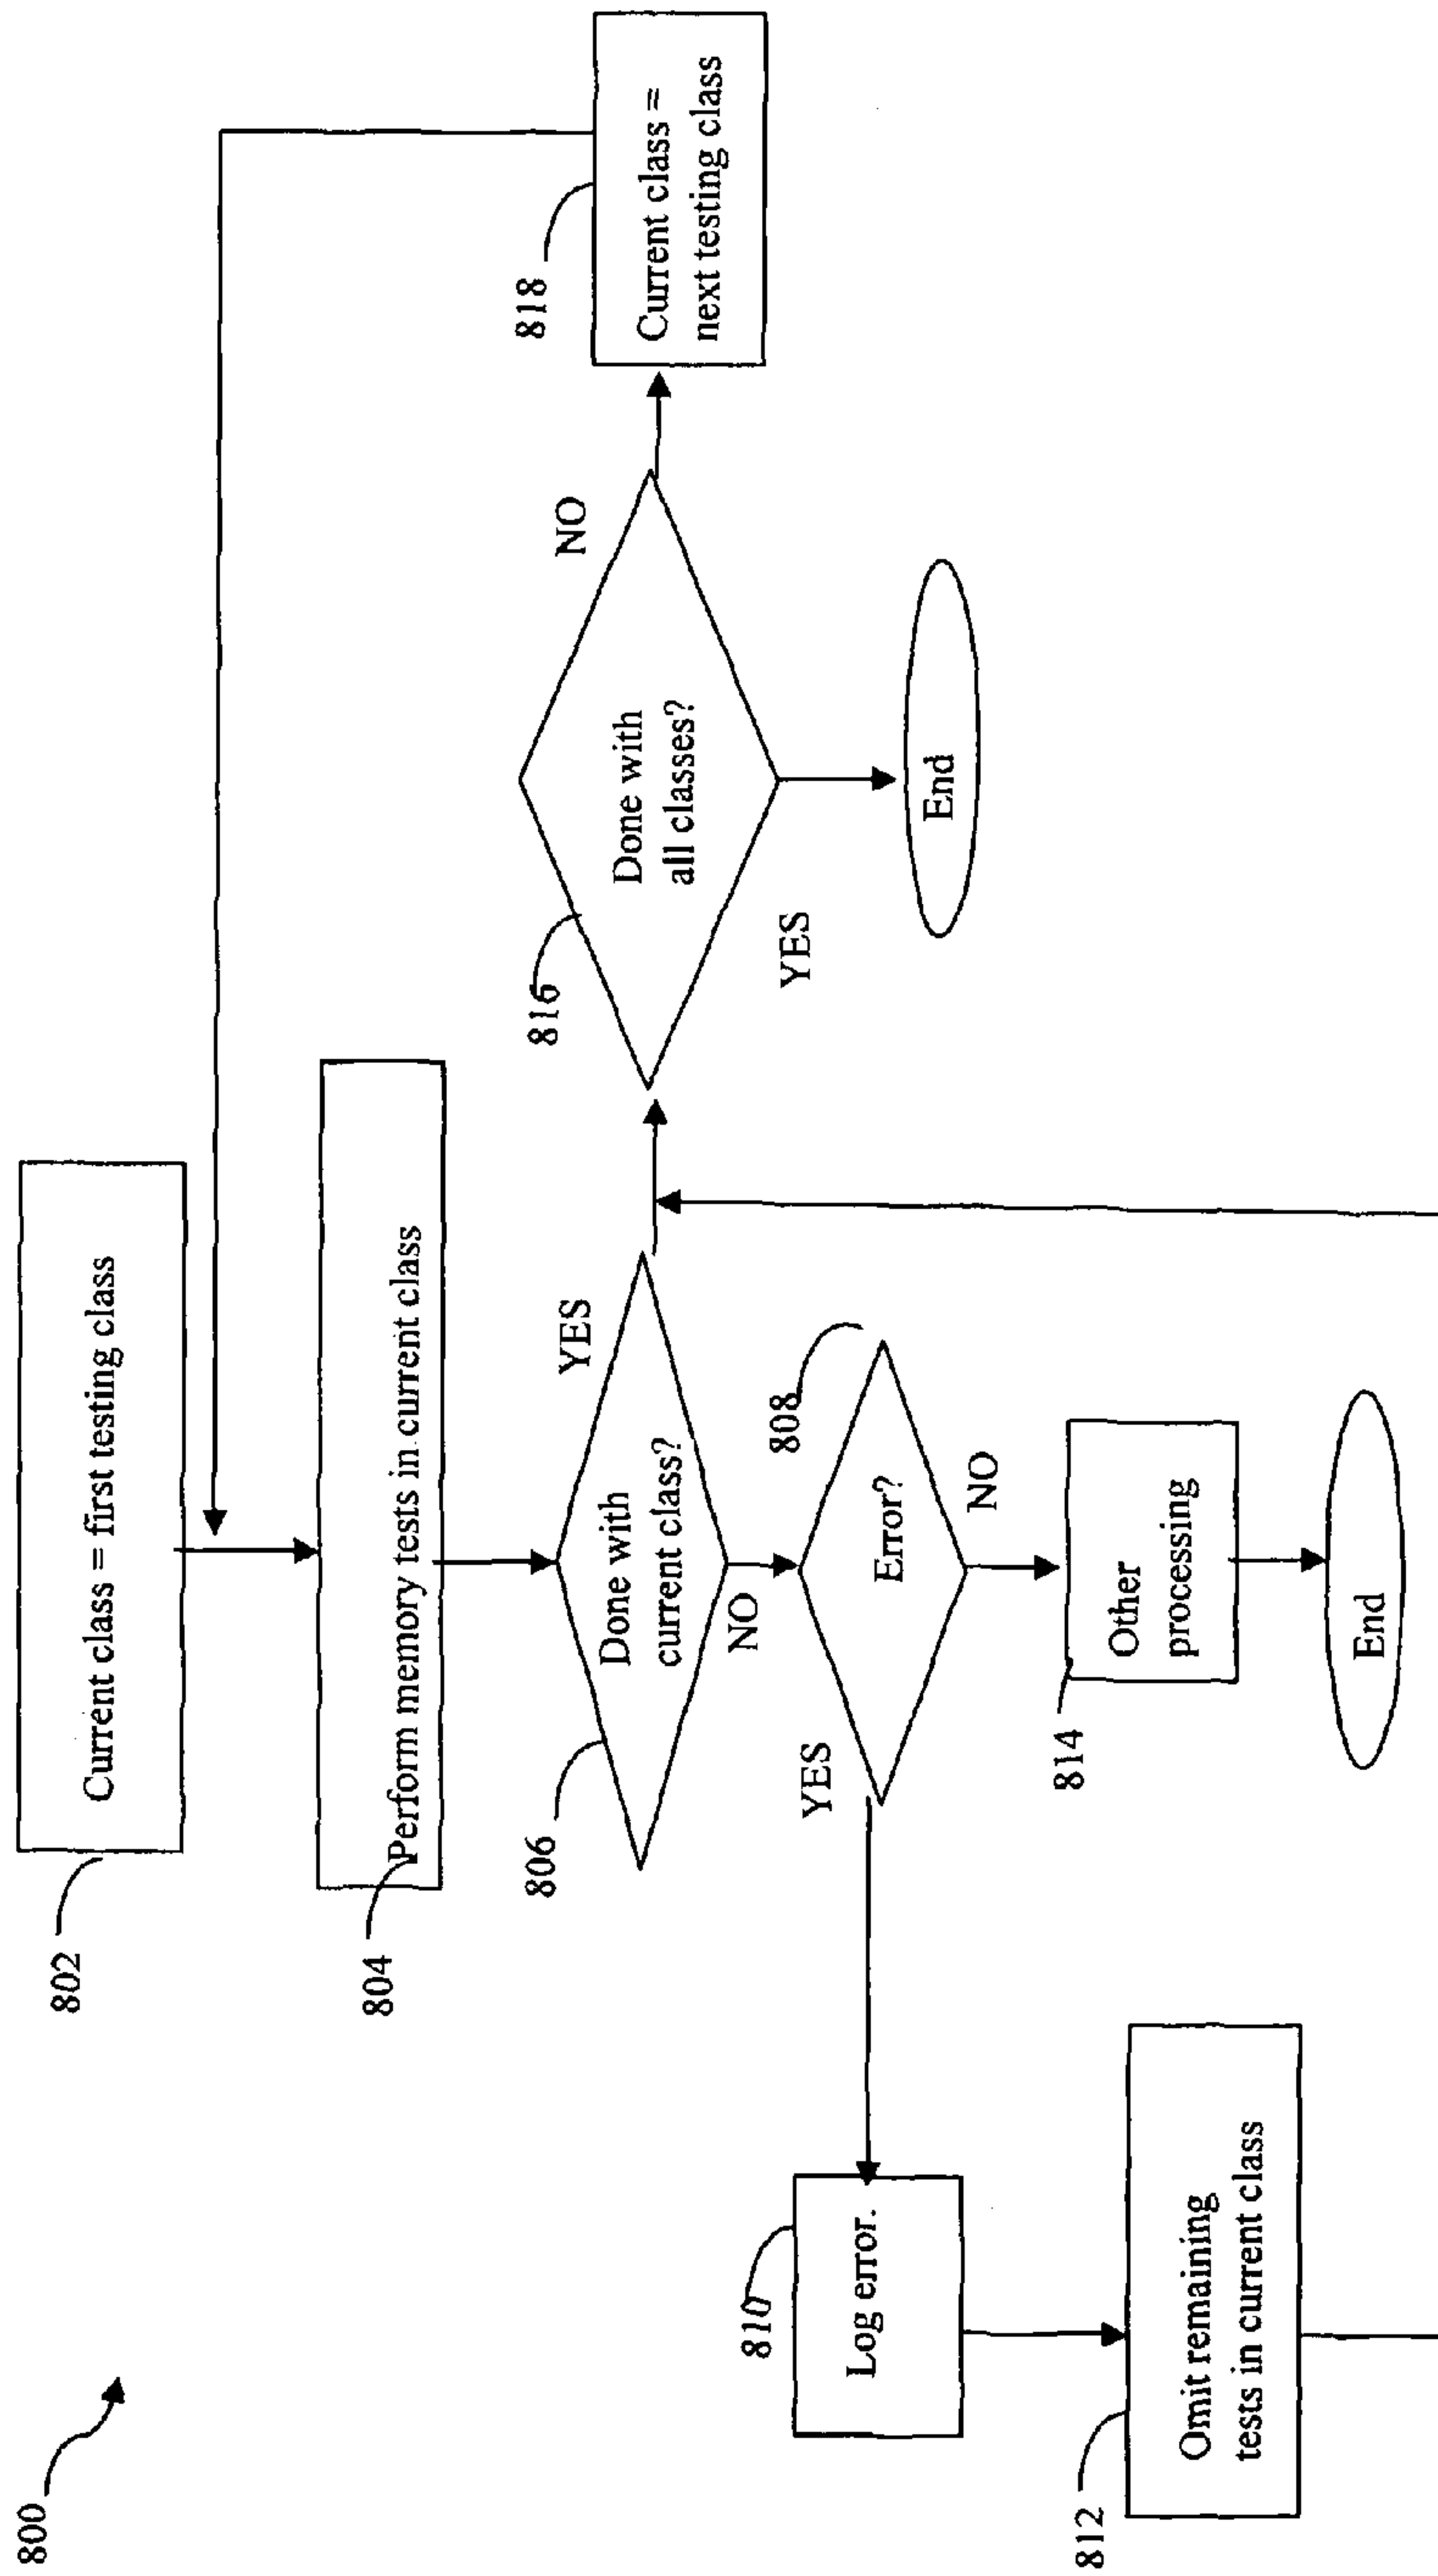 800
802
Current class = first testing class
804
Perform memory tests in current class
806
Done with
current class?
YES
NO
808
Error?
YES
NO
810
Log error.
812
Omit remaining
tests in current class
814
Other
processing
End
816
Done with
all classes?
NO
YES
End
818
Current class =
next testing class